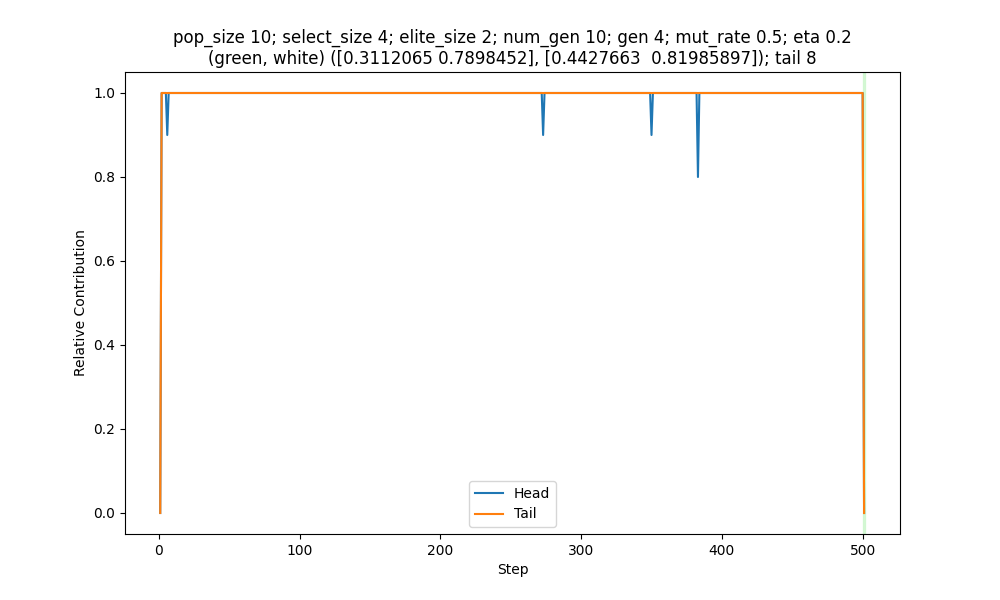 pop_size 10; select_size 4; elite_size 2; num_gen 10; gen 4; mut_rate 0.5; eta 0.2
(green, white) ([0.3112065 0.7898452], [0.4427663  0.81985897]); tail 8
1.0
0.8
0.6
0.4
0.2
0.0
Relative Contribution
Head
Tail
0
100
200
300
400
500
Step